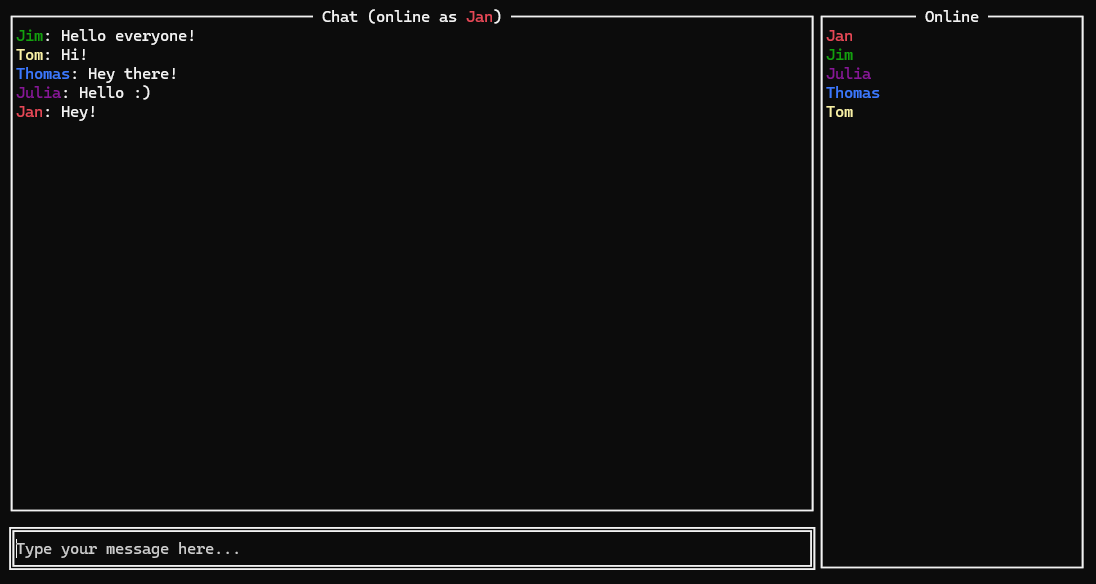 Chat (online as Jan)
Jim: Hello everyone!
Tom: Hi!
Thomas: Hey there!
Julia: Hello :)
Jan: Hey!
Type your message here...
Online
Jan
Jim
Julia
Thomas
Tom